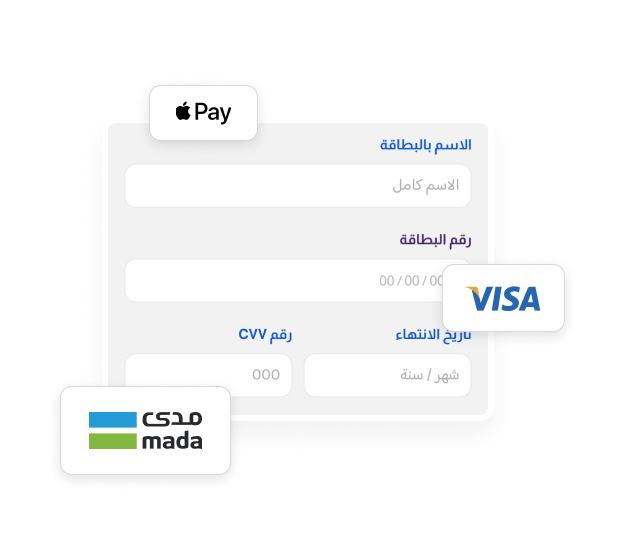 Pay
الاسم بالبطاقة
الاسم كامل
رقم البطاقة
00 / 00 / 00
VISA
تاريخ الانتهاء
رقم CVV
شهر / سنة
000
مدى
mada